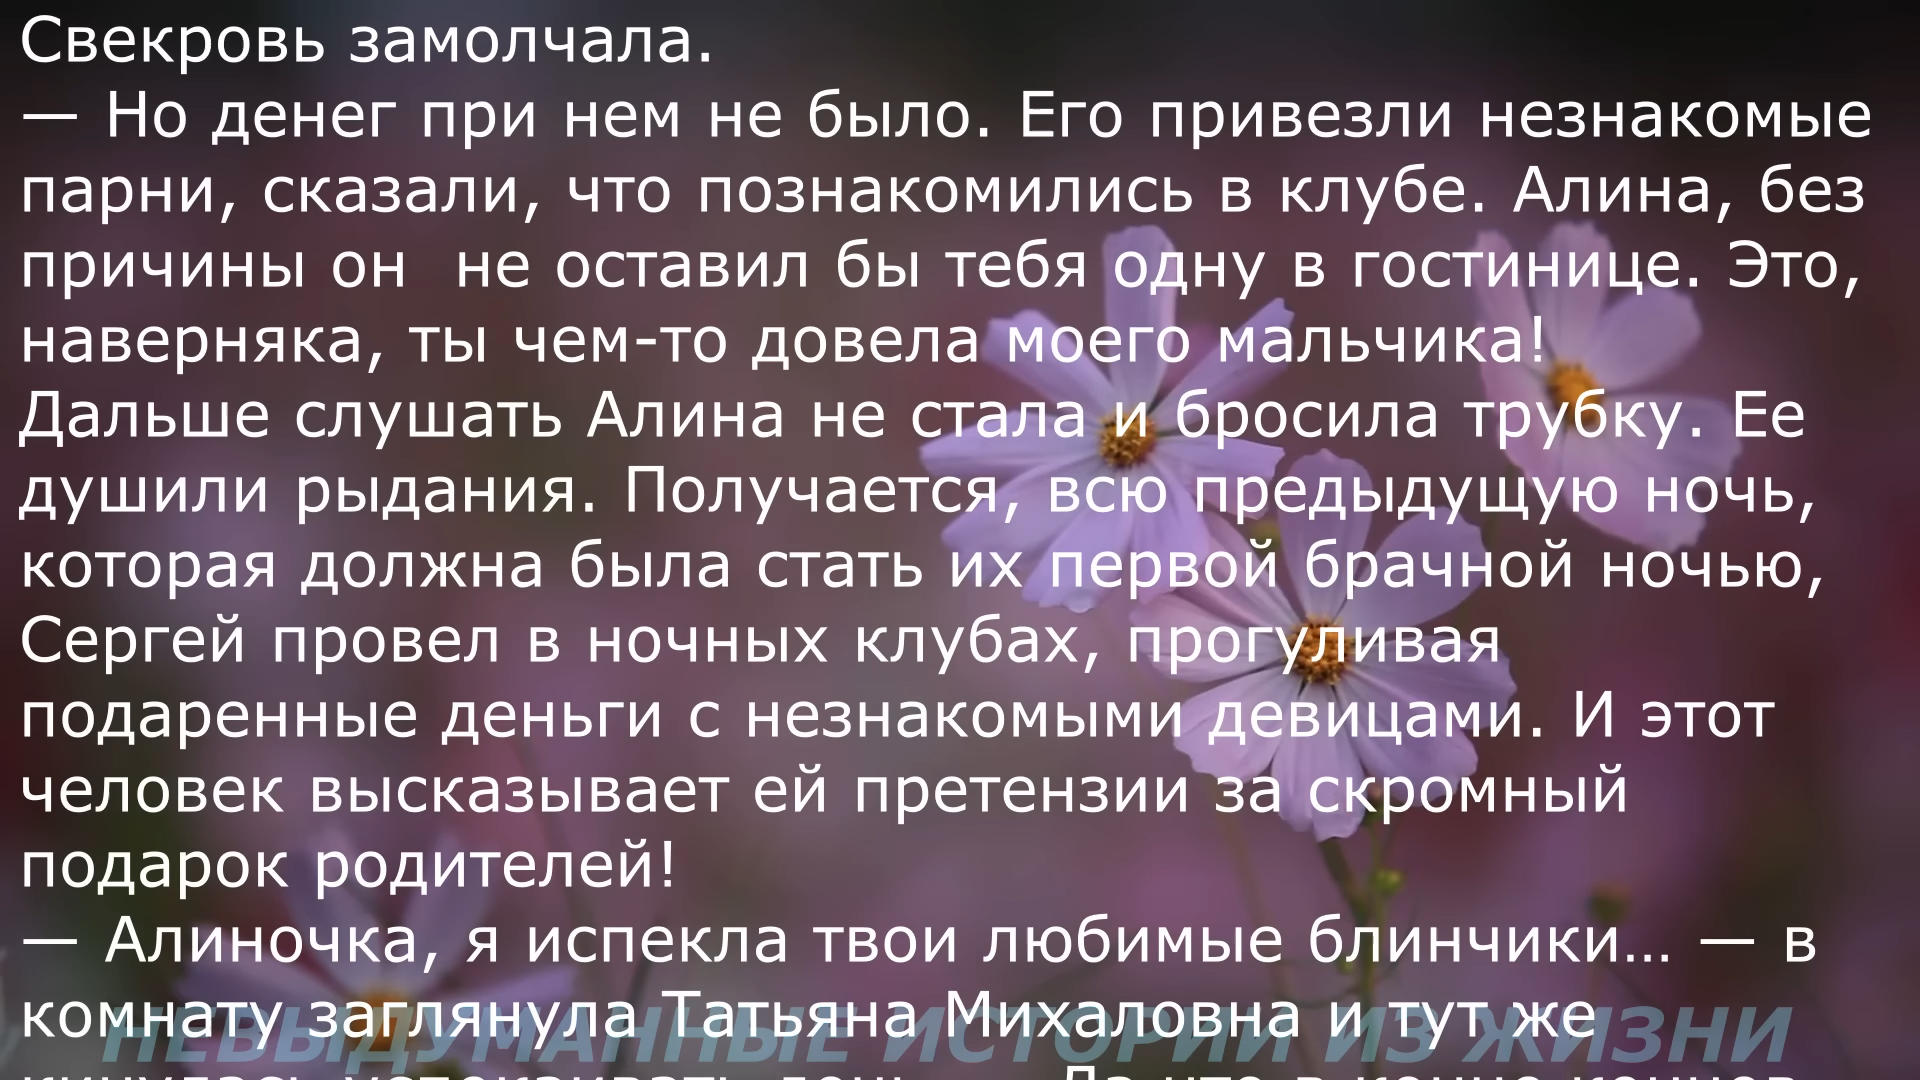 Свекровь замолчала.
— Но денег при нем не было. Его привезли незнакомые
парни, сказали, что познакомились в клубе. Алина, без
причины он  не оставил бы тебя одну в гостинице. Это,
наверняка, ты чем-то довела моего мальчика!
Дальше слушать Алина не стала и бросила трубку. Ее
душили рыдания. Получается, всю предыдущую ночь,
которая должна была стать их первой брачной ночью,
Сергей провел в ночных клубах, прогуливая
подаренные деньги с незнакомыми девицами. И этот
человек высказывает ей претензии за скромный
подарок родителей!
— Алиночка, я испекла твои любимые блинчики… — в
комнату заглянула Татьяна Михаловна и тут же
НЕВЫДУМАННЫЕ ИСТОРИИ ИЗ ЖИЗНИ